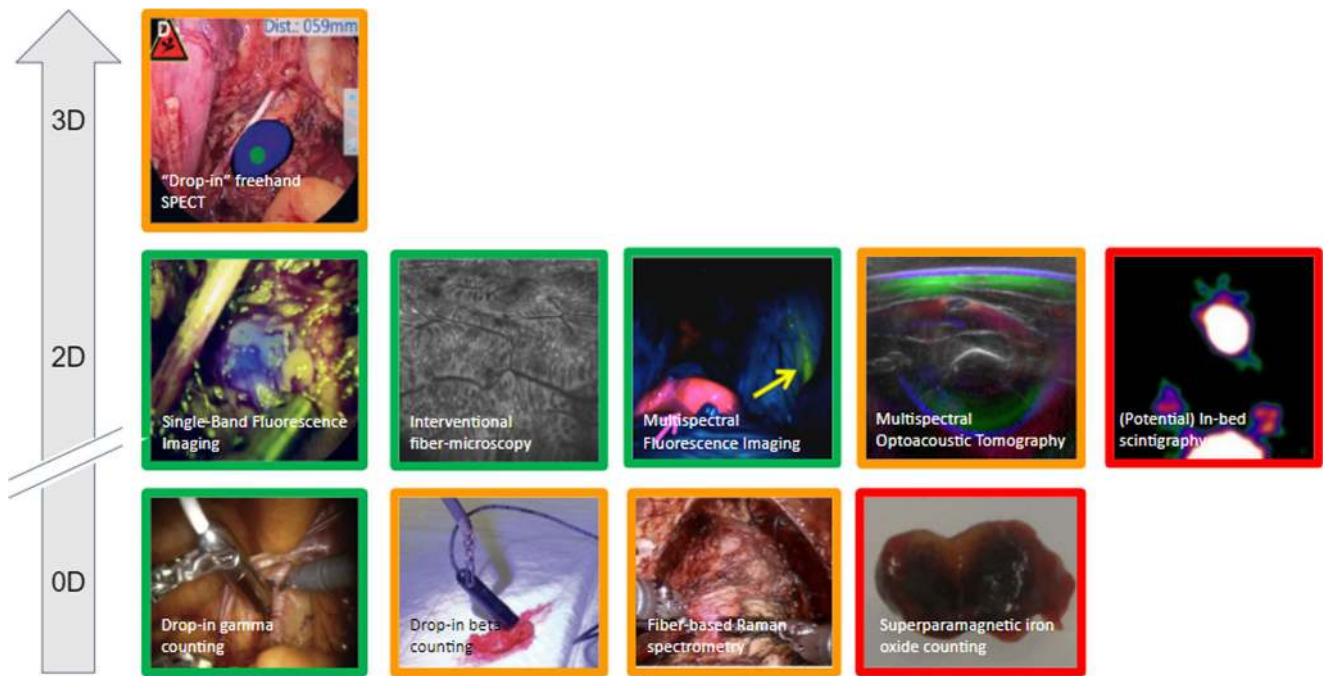 3D
D
Dist.: 059mm
"Drop-in" freehand
SPECT
2D
Single-Band Fluorescence
Imaging
Interventional
fiber-microscopy
Multispectral
Fluorescence Imaging
Multispectral
Optoacoustic Tomography
(Potential) In-bed
scintigraphy
0D
Drop-in gamma
counting
Drop-in beta
counting
Fiber-based Raman
spectrometry
Superparamagnetic iron
oxide counting